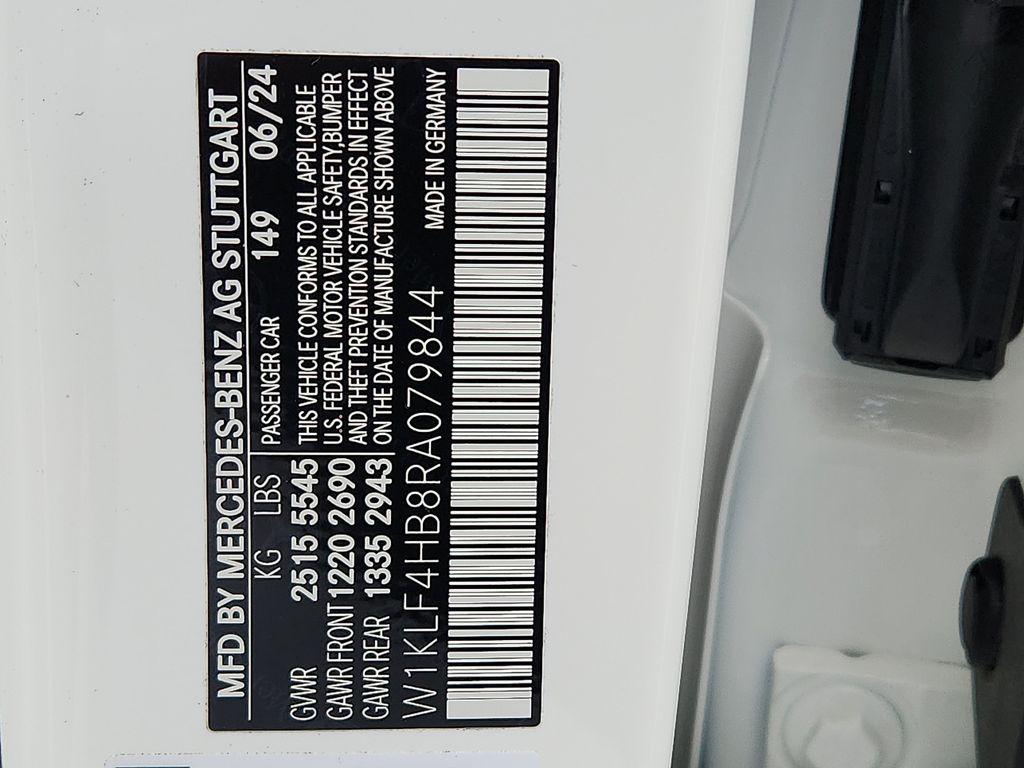 MFD BY MERCEDES-BENZ AG STUTTGART
KG LBS PASSENGER CAR 149 06/24
GVWR 2515 5545 THIS VEHICLE CONFORMS TO ALL APPLICABLE
GAWR FRONT 1220 2690 U.S. FEDERAL MOTOR VEHICLE SAFETY,BUMPER
AND THEFT PREVENTION STANDARDS IN EFFECT
GAWR REAR 1335 2943 ON THE DATE OF MANUFACTURE SHOWN ABOVE
W1KLF4HB8RA079844 MADE IN GERMANY